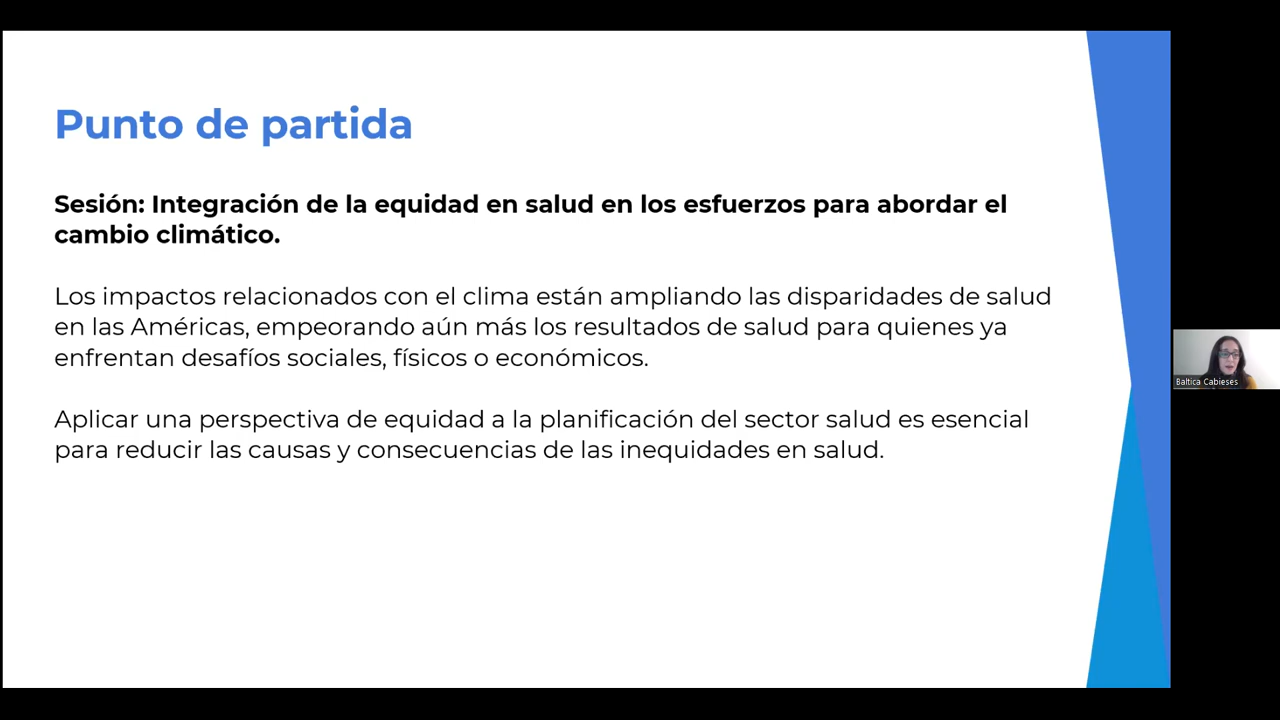 Punto de partida
Sesión: Integración de la equidad en salud en los esfuerzos para abordar el
cambio climático.
Los impactos relacionados con el clima están ampliando las disparidades de salud
en las Américas, empeorando aún más los resultados de salud para quienes ya
enfrentan desafíos sociales, físicos o económicos.
Aplicar una perspectiva de equidad a la planificación del sector salud es esencial
para reducir las causas y consecuencias de las inequidades en salud.
Baltica Cabieses